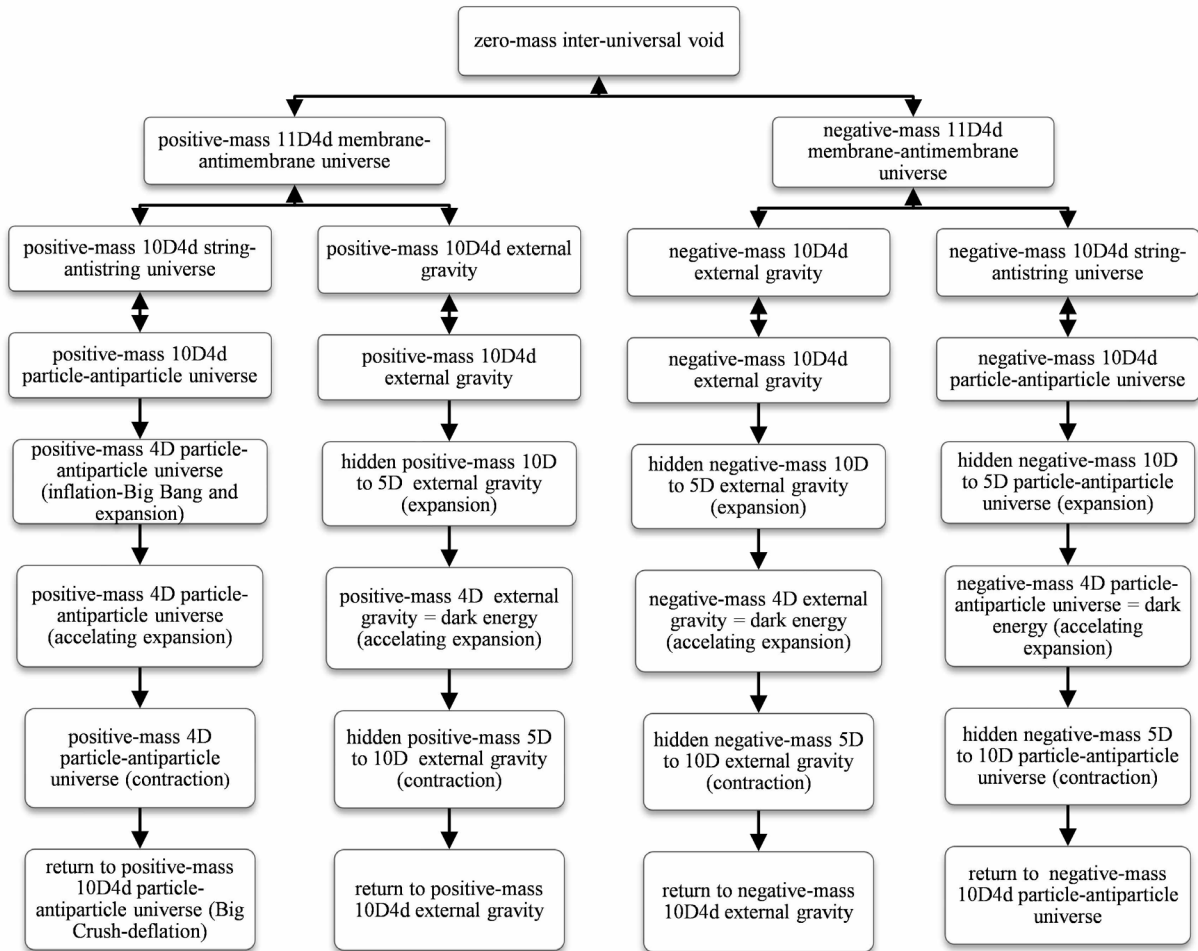 zero-mass inter-universal void
positive-mass 11D4d membrane-
antimembrane universe
negative-mass 11D4d
membrane-antimembrane
universe
positive-mass 10D4d string-
antistring universe
positive-mass 10D4d external
gravity
negative-mass 10D4d
external gravity
negative-mass 10D4d string-
antistring universe
positive-mass 10D4d
particle-antiparticle universe
positive-mass 10D4d
external gravity
negative-mass 10D4d
external gravity
negative-mass 10D4d
particle-antiparticle universe
positive-mass 4D particle-
antiparticle universe
(inflation-Big Bang and
expansion)
hidden positive-mass 10D
to 5D external gravity
(expansion)
hidden negative-mass 10D
to 5D external gravity
(expansion)
hidden negative-mass 10D
to 5D particle-antiparticle
universe (expansion)
positive-mass 4D particle-
antiparticle universe
(accelating expansion)
positive-mass 4D external
gravity = dark energy
(accelating expansion)
negative-mass 4D external
gravity = dark energy
(accelating expansion)
negative-mass 4D particle-
antiparticle universe = dark
energy (accelating
expansion)
positive-mass 4D
particle-antiparticle
universe (contraction)
hidden positive-mass 5D
to 10D external gravity
(contraction)
hidden negative-mass 5D
to 10D external gravity
(contraction)
hidden negative-mass 5D
to 10D particle-antiparticle
universe (contraction)
return to positive-mass
10D4d particle-
antiparticle universe (Big
Crush-deflation)
return to positive-mass
10D4d external gravity
return to negative-mass
10D4d external gravity
return to negative-mass
10D4d particle-antiparticle
universe